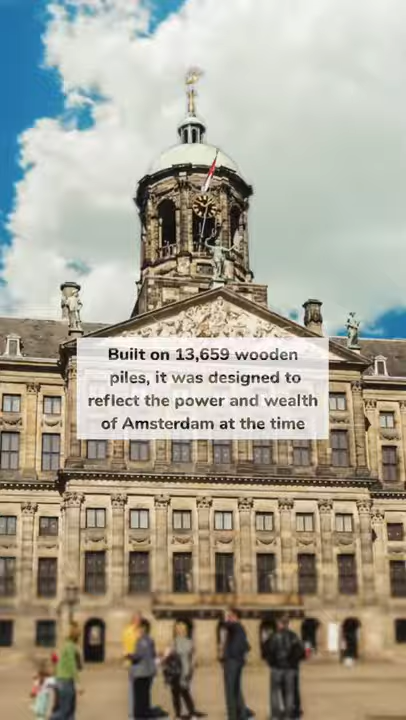 Built on 13,659 wooden
piles, it was designed to
reflect the power and wealth
of Amsterdam at the time